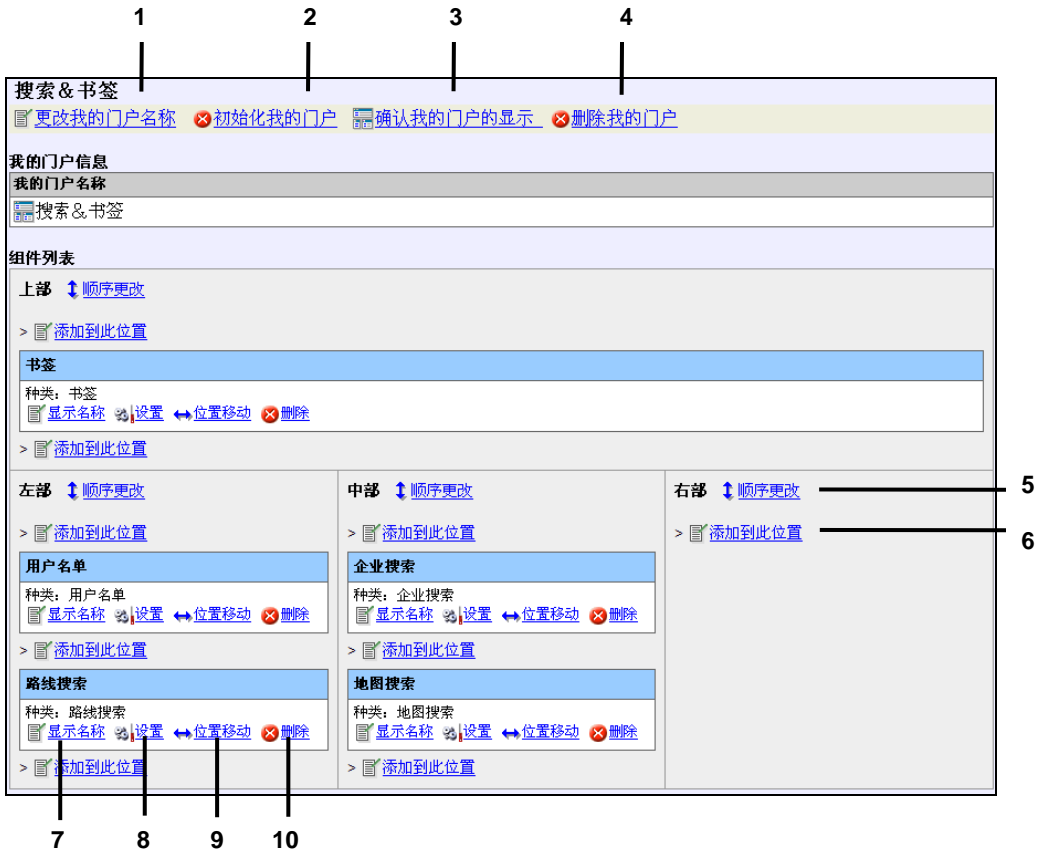 1 2 3 4
搜索&书签
更改我的门户名称 初始化我的门户 确认我的门户的显示 删除我的门户
我的门户信息
我的门户名称
搜索&书签
组件列表
上部 顺序更改
> 添加到此位置
书签
种类：书签
显示名称 设置 位置移动 删除
> 添加到此位置
左部 顺序更改 中部 顺序更改 右部 顺序更改 5
> 添加到此位置 > 添加到此位置 > 添加到此位置 6
用户名单 企业搜索
种类：用户名单 种类：企业搜索
显示名称 设置 位置移动 删除 显示名称 设置 位置移动 删除
> 添加到此位置 > 添加到此位置
路线搜索 地图搜索
种类：路线搜索 种类：地图搜索
显示名称 设置 位置移动 删除 显示名称 设置 位置移动 删除
> 添加到此位置 > 添加到此位置
7 8 9 10